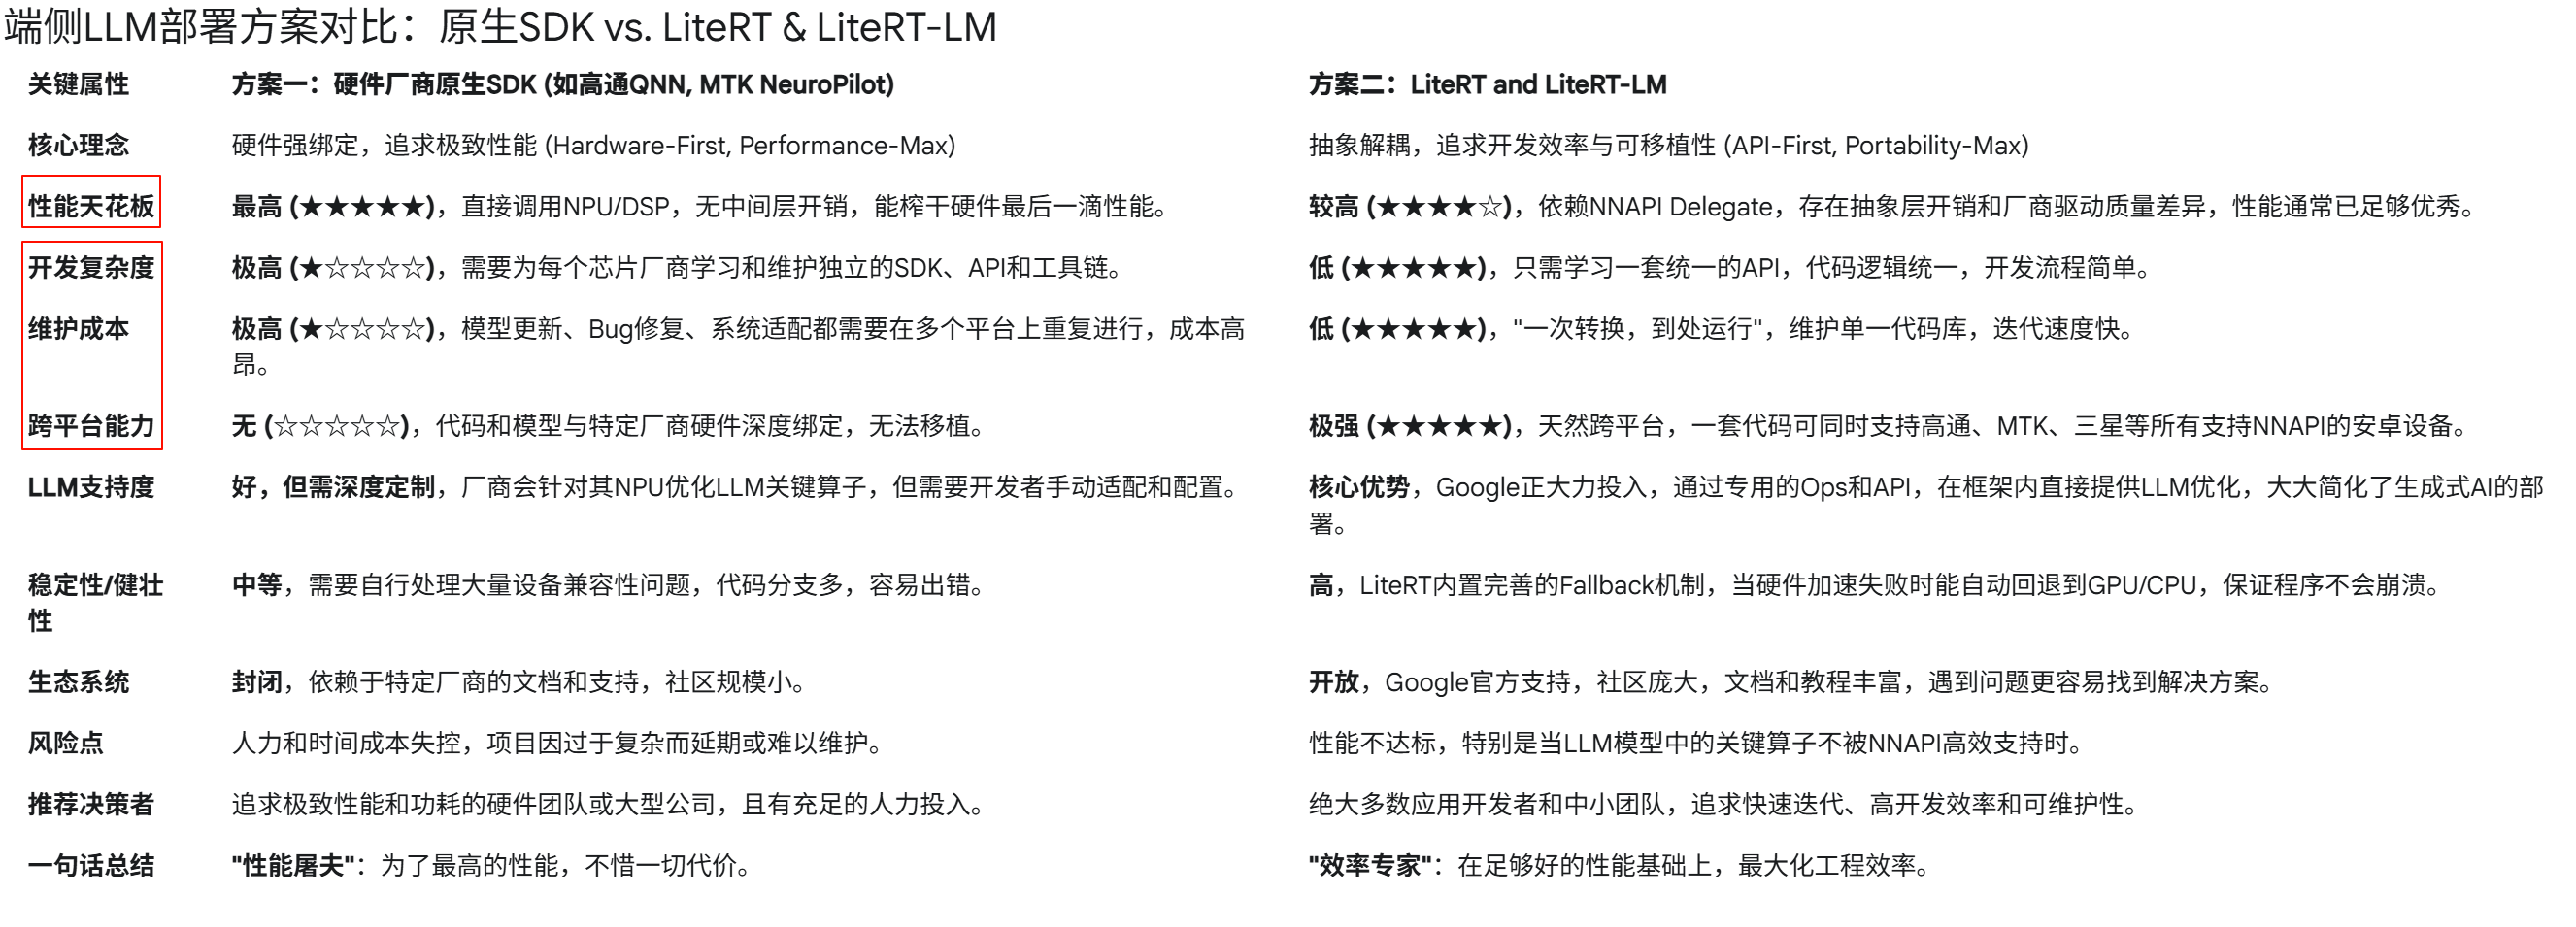 端侧LLM部署方案对比：原生SDK vs. LiteRT & LiteRT-LM
关键属性 方案一：硬件厂商原生SDK (如高通QNN, MTK NeuroPilot) 方案二：LiteRT and LiteRT-LM
核心理念 硬件强绑定，追求极致性能 (Hardware-First, Performance-Max) 抽象解耦，追求开发效率与可移植性 (API-First, Portability-Max)
性能天花板 最高 (★★★★★)，直接调用NPU/DSP，无中间层开销，能榨干硬件最后一滴性能。 较高 (★★★★☆)，依赖NNAPI Delegate，存在抽象层开销和厂商驱动质量差异，性能通常已足够优秀。
开发复杂度 极高 (★☆☆☆☆)，需要为每个芯片厂商学习和维护独立的SDK、API和工具链。 低 (★★★★★)，只需学习一套统一的API，代码逻辑统一，开发流程简单。
维护成本 极高 (★☆☆☆☆)，模型更新、Bug修复、系统适配都需要在多个平台上重复进行，成本高 低 (★★★★★)，"一次转换，到处运行"，维护单一代码库，迭代速度快。
昂。
跨平台能力 无 (☆☆☆☆☆)，代码和模型与特定厂商硬件深度绑定，无法移植。 极强 (★★★★★)，天然跨平台，一套代码可同时支持高通、MTK、三星等所有支持NNAPI的安卓设备。
LLM支持度 好，但需深度定制，厂商会针对其NPU优化LLM关键算子，但需要开发者手动适配和配置。 核心优势，Google正大力投入，通过专用的Ops和API，在框架内直接提供LLM优化，大大简化了生成式AI的部
署。
稳定性/健壮 中等，需要自行处理大量设备兼容性问题，代码分支多，容易出错。 高，LiteRT内置完善的Fallback机制，当硬件加速失败时能自动回退到GPU/CPU，保证程序不会崩溃。
性
生态系统 封闭，依赖于特定厂商的文档和支持，社区规模小。 开放，Google官方支持，社区庞大，文档和教程丰富，遇到问题更容易找到解决方案。
风险点 人力和时间成本失控，项目因过于复杂而延期或难以维护。 性能不达标，特别是当LLM模型中的关键算子不被NNAPI高效支持时。
推荐决策者 追求极致性能和功耗的硬件团队或大型公司，且有充足的人力投入。 绝大多数应用开发者和中小团队，追求快速迭代、高开发效率和可维护性。
一句话总结 "性能屠夫"：为了最高的性能，不惜一切代价。 "效率专家"：在足够好的性能基础上，最大化工程效率。